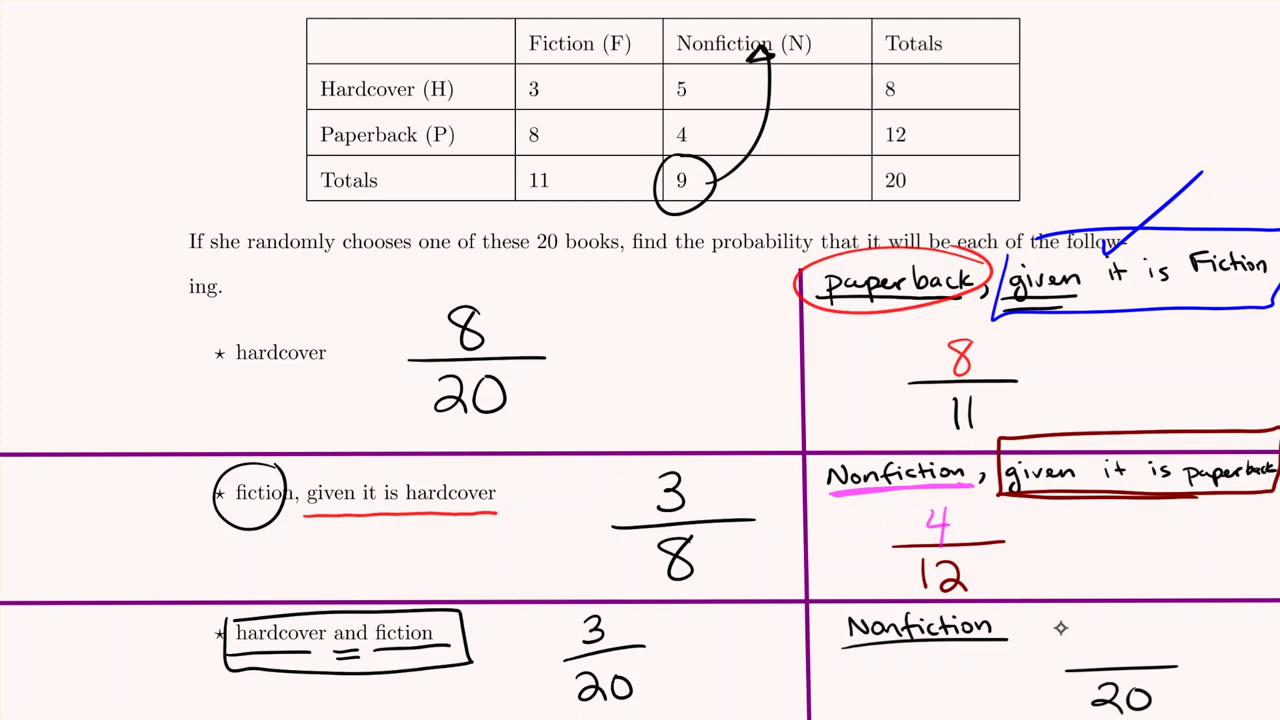 Fiction (F) Nonfiction (N) Totals
Hardcover (H) 3 5 8
Paperback (P) 8 4 12
Totals 11 9 20
If she randomly chooses one of these 20 books, find the probability that it will be each of the follow-
ing.
⋆ hardcover
8
20
paperback, given it is Fiction
8
11
⋆ fiction, given it is hardcover
3
8
Nonfiction, given it is paperback
4
12
⋆ hardcover and fiction
3
20
Nonfiction
20